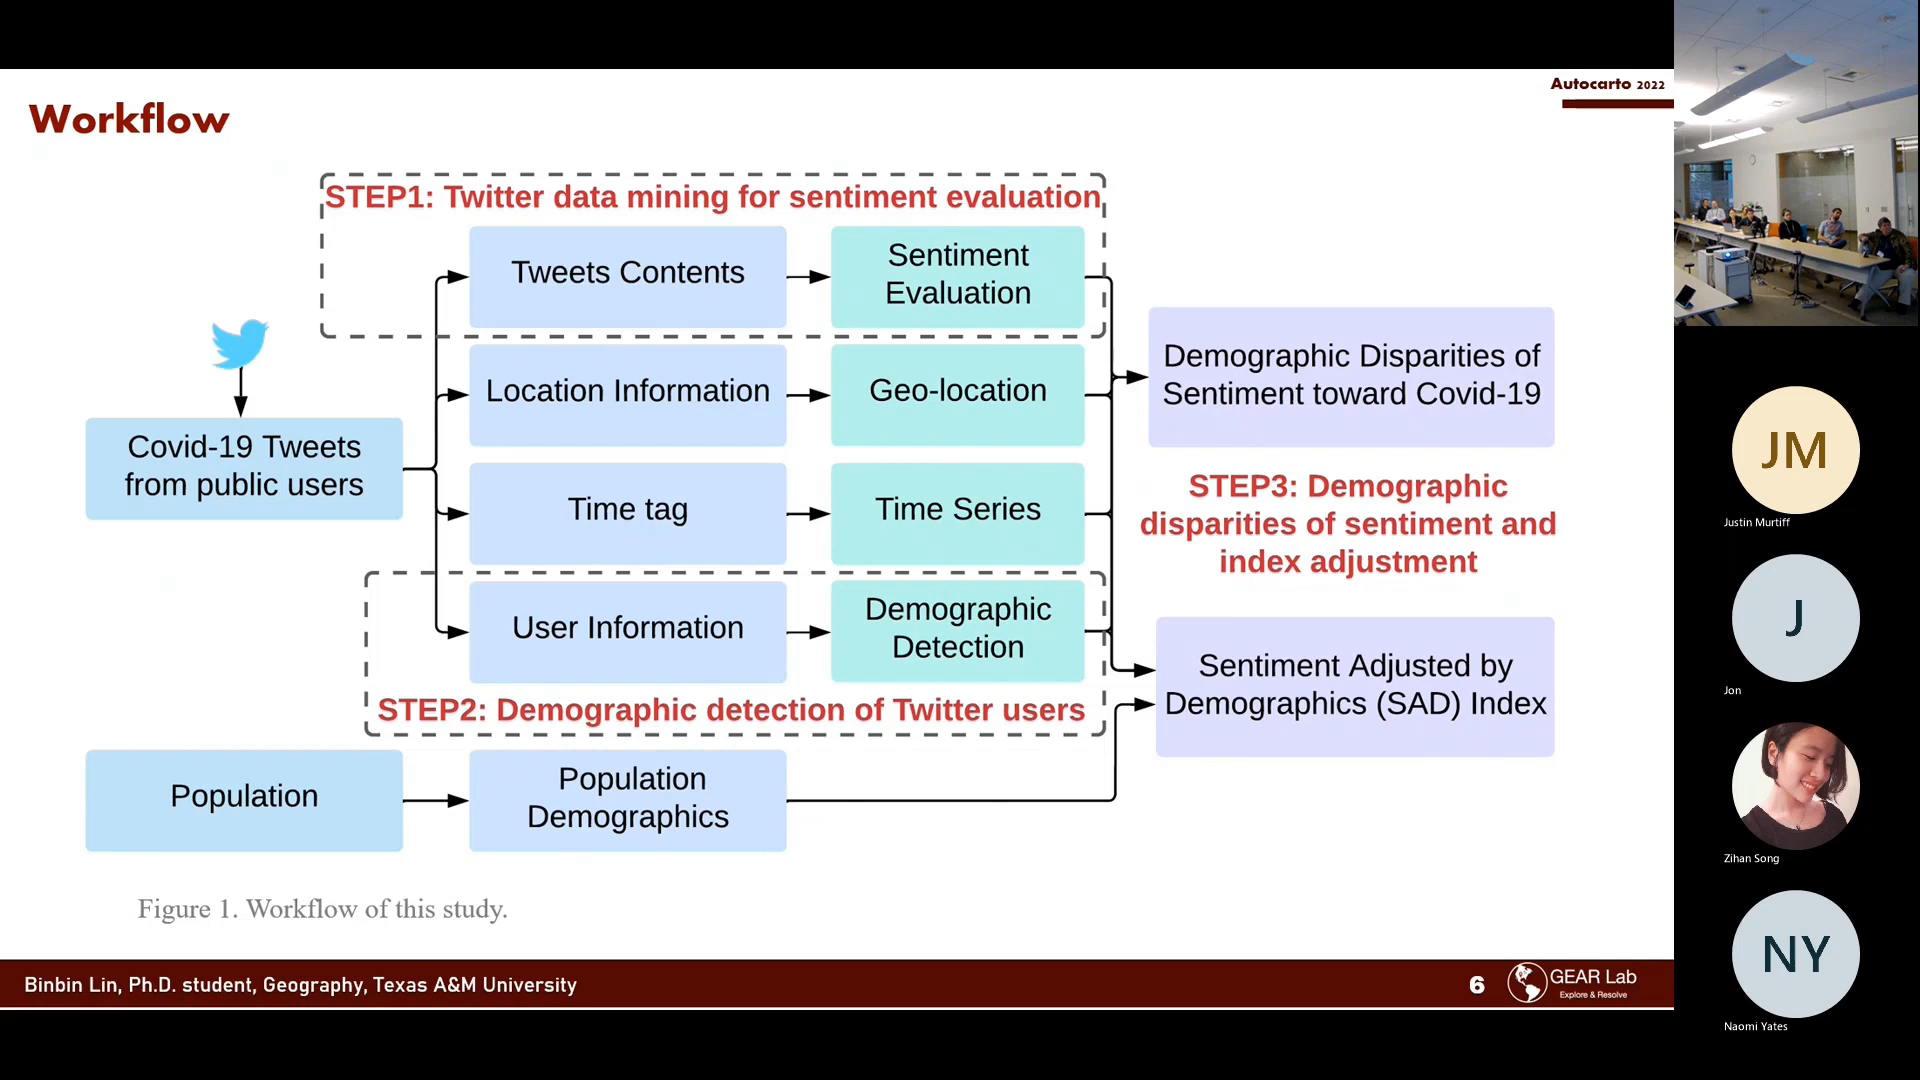 Autocarto 2022
Workflow
STEP1: Twitter data mining for sentiment evaluation
Tweets Contents
Sentiment
Evaluation
Location Information
Geo-location
Covid-19 Tweets
from public users
Time tag
Time Series
User Information
Demographic
Detection
STEP2: Demographic detection of Twitter users
Population
Population
Demographics
Demographic Disparities of
Sentiment toward Covid-19
STEP3: Demographic
disparities of sentiment and
index adjustment
Sentiment Adjusted by
Demographics (SAD) Index
Figure 1. Workflow of this study.
Binbin Lin, Ph.D. student, Geography, Texas A&M University
6
GEAR Lab
Explore & Resolve
JM
Justin Murtiff
J
Jon
Zihan Song
NY
Naomi Yates